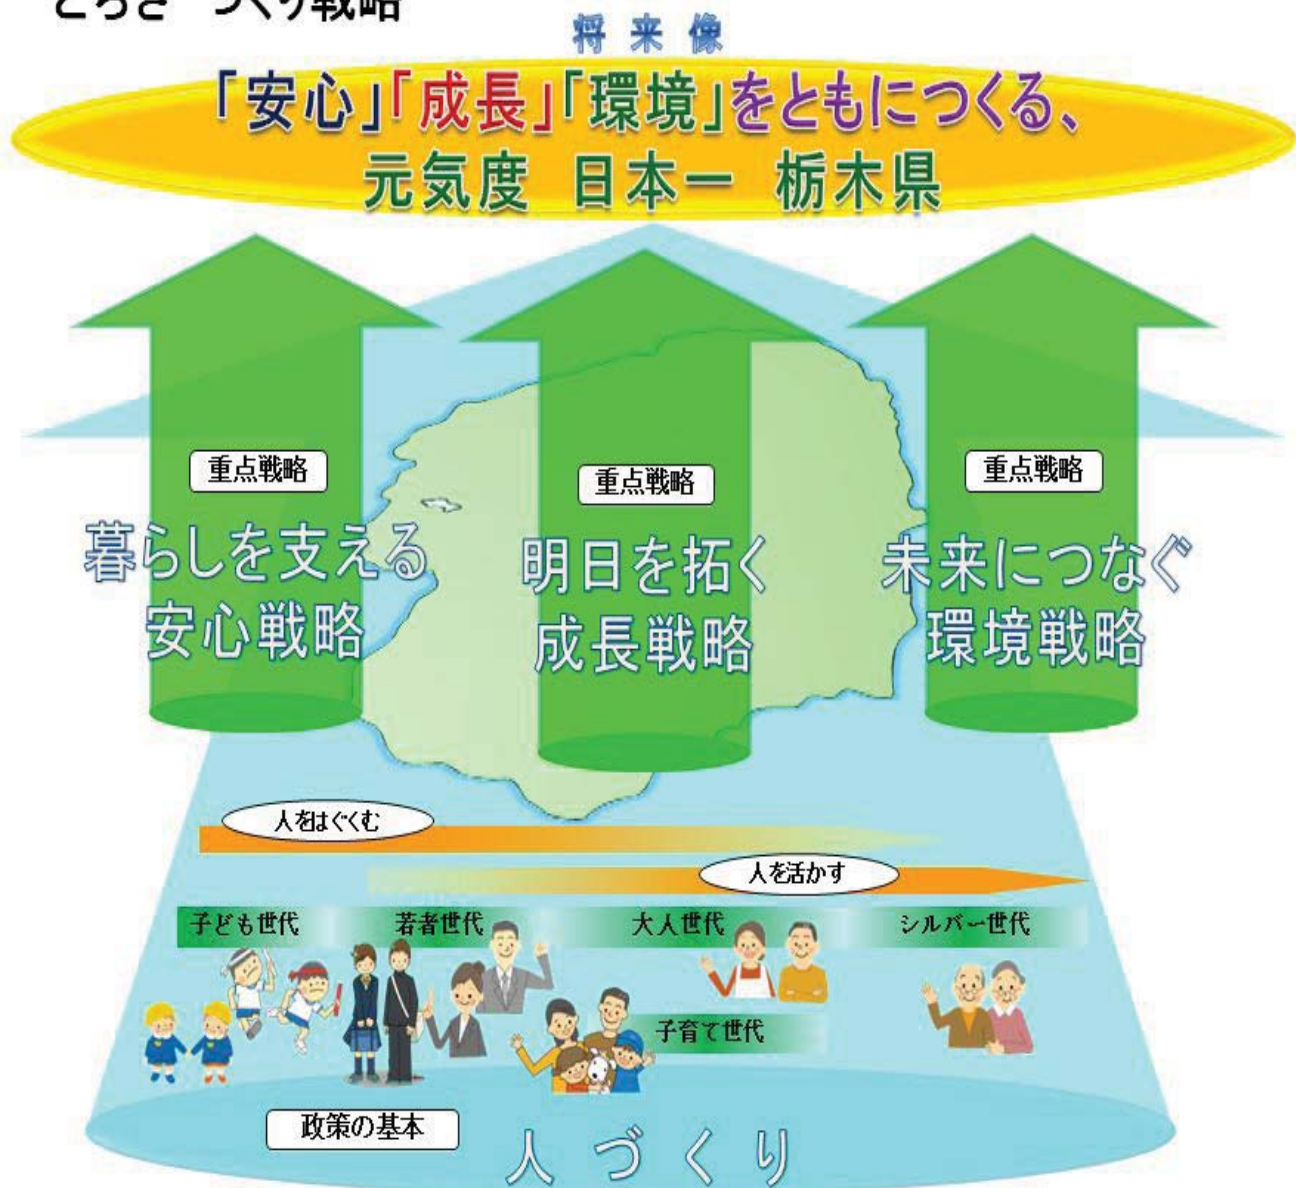 将来像
「安心」「成長」「環境」をともにつくる、
元気度 日本一 栃木県
重点戦略
暮らしを支える
安心戦略
重点戦略
明日を拓く
成長戦略
重点戦略
未来につなぐ
環境戦略
人をはぐくむ
人を活かす
子ども世代
若者世代
大人世代
シルバー世代
子育て世代
政策の基本
人づくり